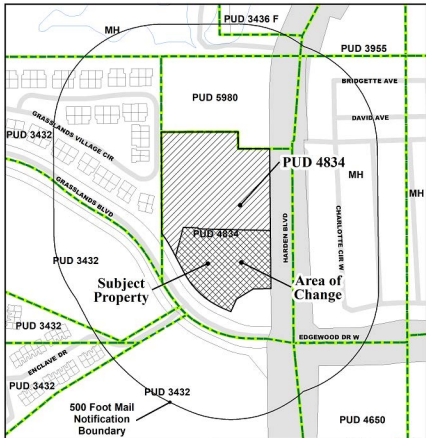 PUD 3436 F
MH
PUD 3955
BRIDGETTE AVE
PUD 5980
DAVID AVE
GRASSLANDS VILLAGE CIR
PUD 3432
PUD 4834
MH
MH
GRASSLANDS BLVD
HARDEN BLVD
CHARLOTTE CIR W
PUD 4834
PUD 3432
Subject
Property
Area of
Change
PUD 3432
EDGEWOOD DR W
ENCLAVE DR
PUD 3432
PUD 3432
500 Foot Mail
Notification
Boundary
PUD 4650